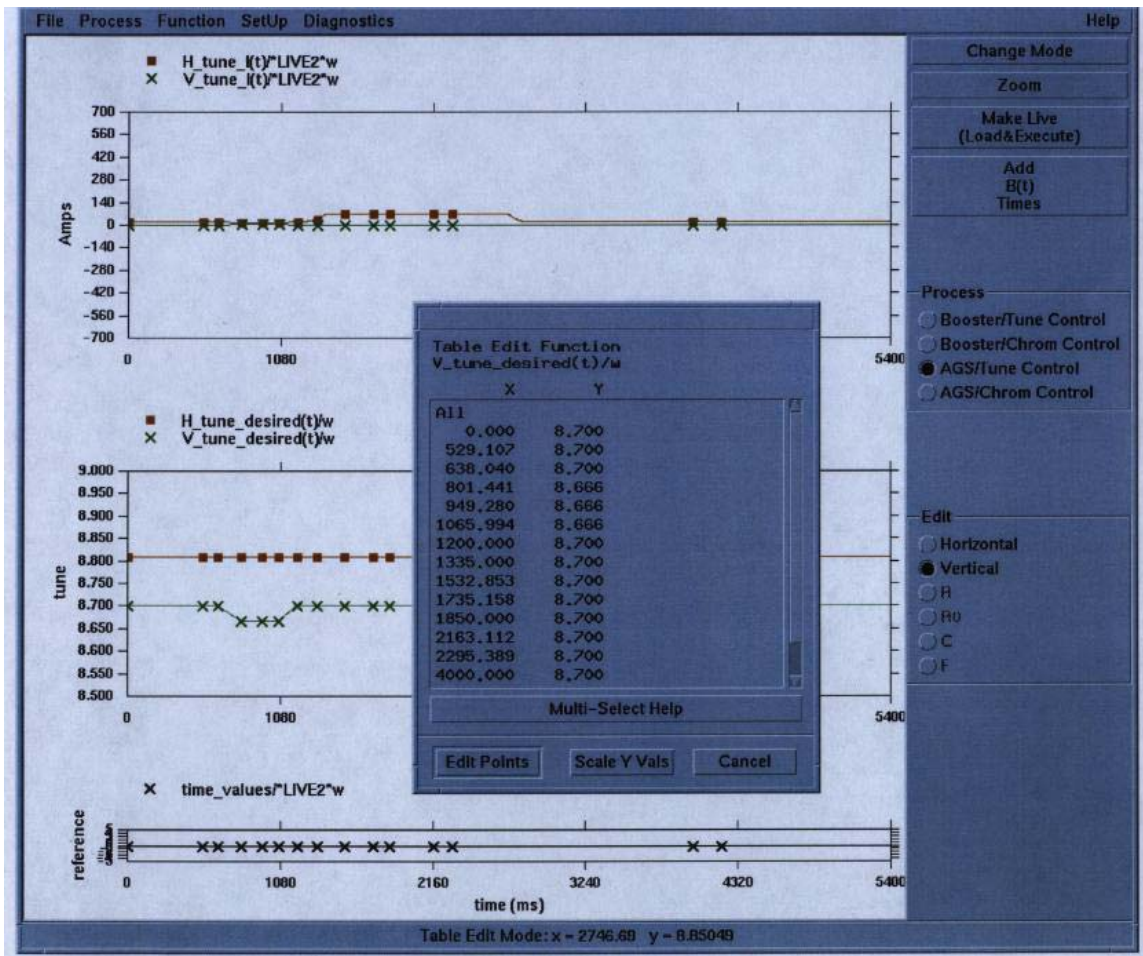 File Process Function SetUp Diagnostics Help
H_tune_I(t)/*LIVE2*w
V_tune_I(t)/*LIVE2*w
700
560
420
280
140
0
-140
-280
-420
-560
-700
Amps
0 1080 5400
H_tune_desired(t)/w
V_tune_desired(t)/w
9.000
8.950
8.900
8.850
8.800
8.750
8.700
8.650
8.600
8.550
8.500
tune
0 1080 5400
time_values/*LIVE2*w
reference
0 1080 2160 3240 4320 5400
time (ms)
Table Edit Function
V_tune_desired(t)/w
X Y
All
0.000 8.700
529.107 8.700
638.040 8.700
801.441 8.666
949.280 8.666
1065.994 8.666
1200.000 8.700
1335.000 8.700
1532.853 8.700
1735.158 8.700
1850.000 8.700
2163.112 8.700
2295.389 8.700
4000.000 8.700
Multi-Select Help
Edit Points Scale Y Vals Cancel
Change Mode
Zoom
Make Live
(Load&Execute)
Add
B(t)
Times
Process
Booster/Tune Control
Booster/Chrom Control
AGS/Tune Control
AGS/Chrom Control
Edit
Horizontal
Vertical
R
C
F
Table Edit Mode: x = 2746.69 y = 8.85049